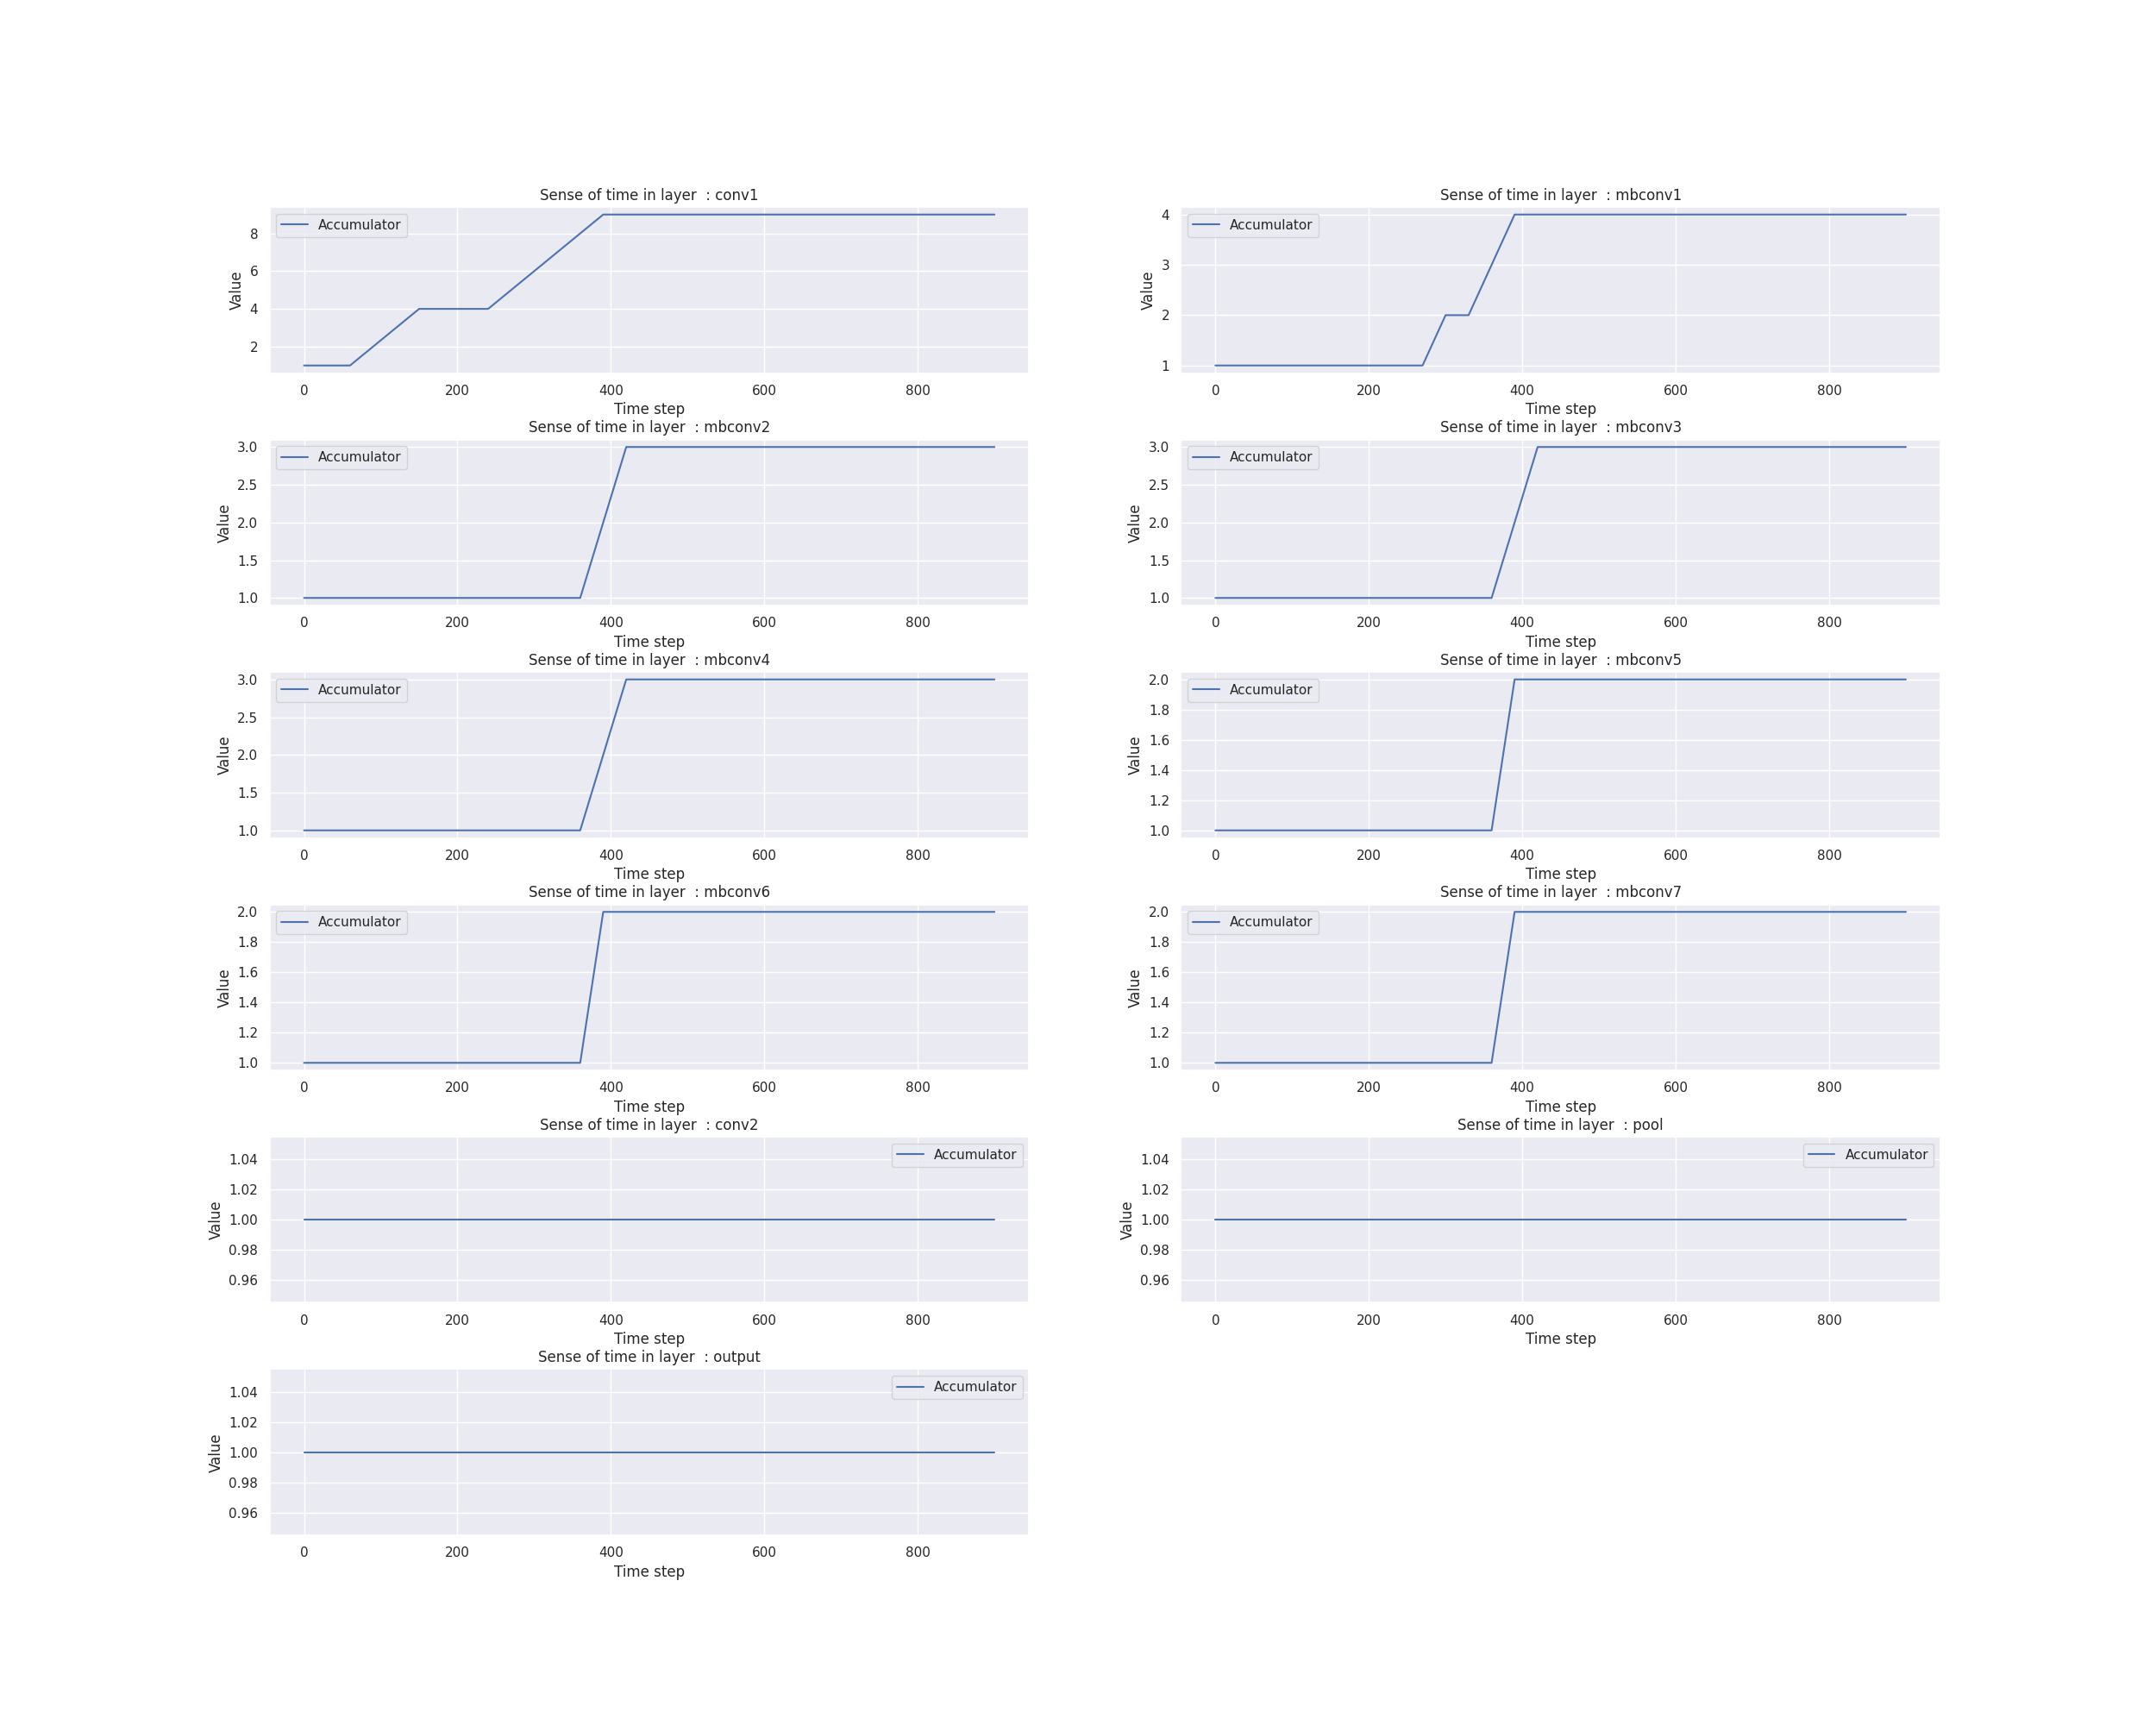 Sense of time in layer  : conv1
Accumulator
8
6
4
2
Value
0 200 400 600 800
Time step
Sense of time in layer  : mbconv1
Accumulator
4
3
2
1
Value
0 200 400 600 800
Time step
Sense of time in layer  : mbconv2
Accumulator
3.0
2.5
2.0
1.5
1.0
Value
0 200 400 600 800
Time step
Sense of time in layer  : mbconv3
Accumulator
3.0
2.5
2.0
1.5
1.0
Value
0 200 400 600 800
Time step
Sense of time in layer  : mbconv4
Accumulator
3.0
2.5
2.0
1.5
1.0
Value
0 200 400 600 800
Time step
Sense of time in layer  : mbconv5
Accumulator
2.0
1.8
1.6
1.4
1.2
1.0
Value
0 200 400 600 800
Time step
Sense of time in layer  : mbconv6
Accumulator
2.0
1.8
1.6
1.4
1.2
1.0
Value
0 200 400 600 800
Time step
Sense of time in layer  : mbconv7
Accumulator
2.0
1.8
1.6
1.4
1.2
1.0
Value
0 200 400 600 800
Time step
Sense of time in layer  : conv2
Accumulator
1.04
1.02
1.00
0.98
0.96
Value
0 200 400 600 800
Time step
Sense of time in layer  : pool
Accumulator
1.04
1.02
1.00
0.98
0.96
Value
0 200 400 600 800
Time step
Sense of time in layer  : output
Accumulator
1.04
1.02
1.00
0.98
0.96
Value
0 200 400 600 800
Time step